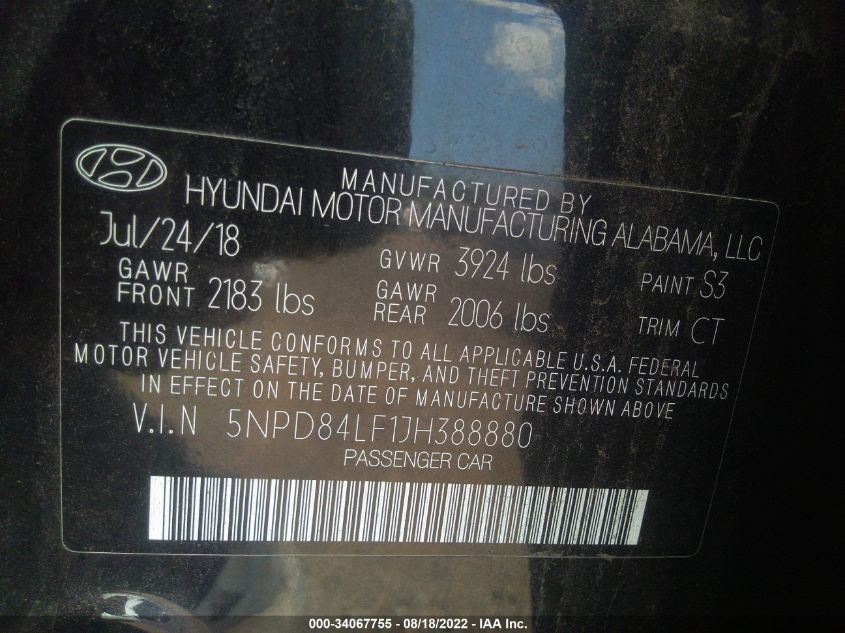 MANUFACTURED BY
HYUNDAI MOTOR MANUFACTURING ALABAMA, LLC
Jul/24/18 GVWR 3924 lbs PAINT S3
GAWR FRONT 2183 lbs GAWR REAR 2006 lbs TRIM CT
THIS VEHICLE CONFORMS TO ALL APPLICABLE U.S.A. FEDERAL
MOTOR VEHICLE SAFETY, BUMPER, AND THEFT PREVENTION STANDARDS
IN EFFECT ON THE DATE OF MANUFACTURE SHOWN ABOVE
V.I.N 5NPD84LF1JH388880
PASSENGER CAR
000-34067755 - 08/18/2022 - IAA Inc.